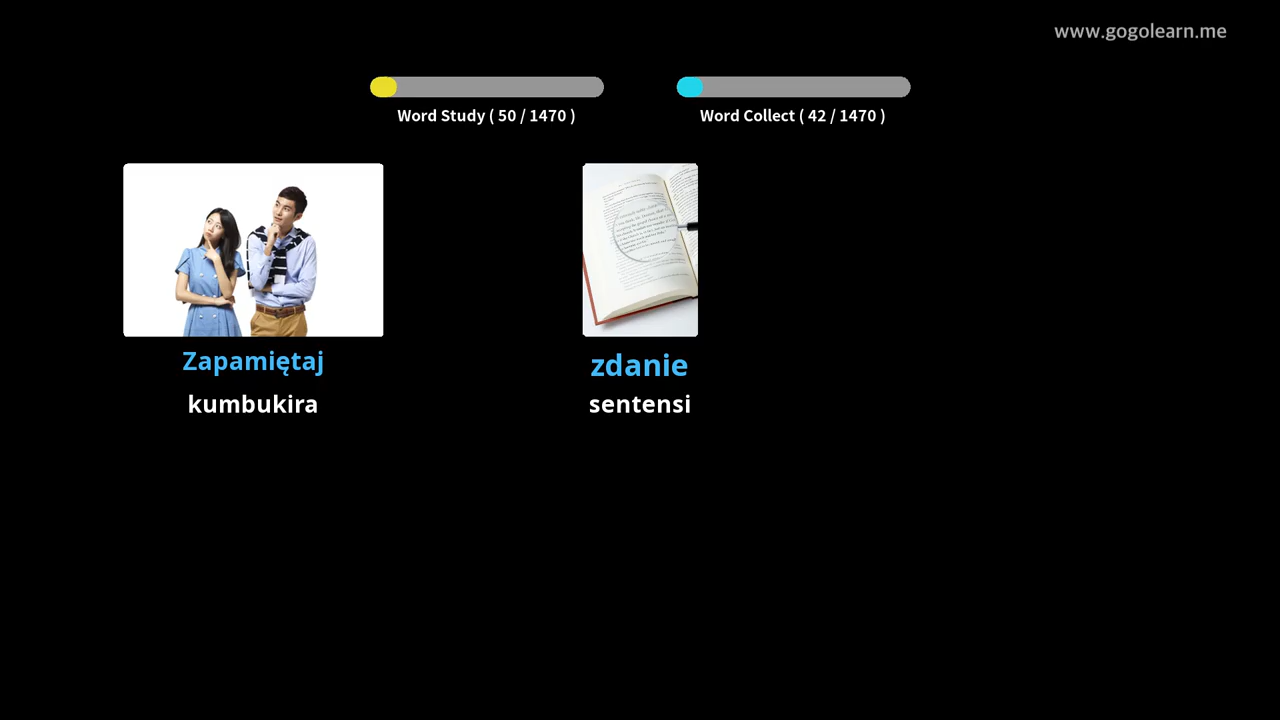 www.gogolearn.me
Word Study ( 50 / 1470 )
Word Collect ( 42 / 1470 )
Zapamiętaj
kumbukira
zdanie
sentensi